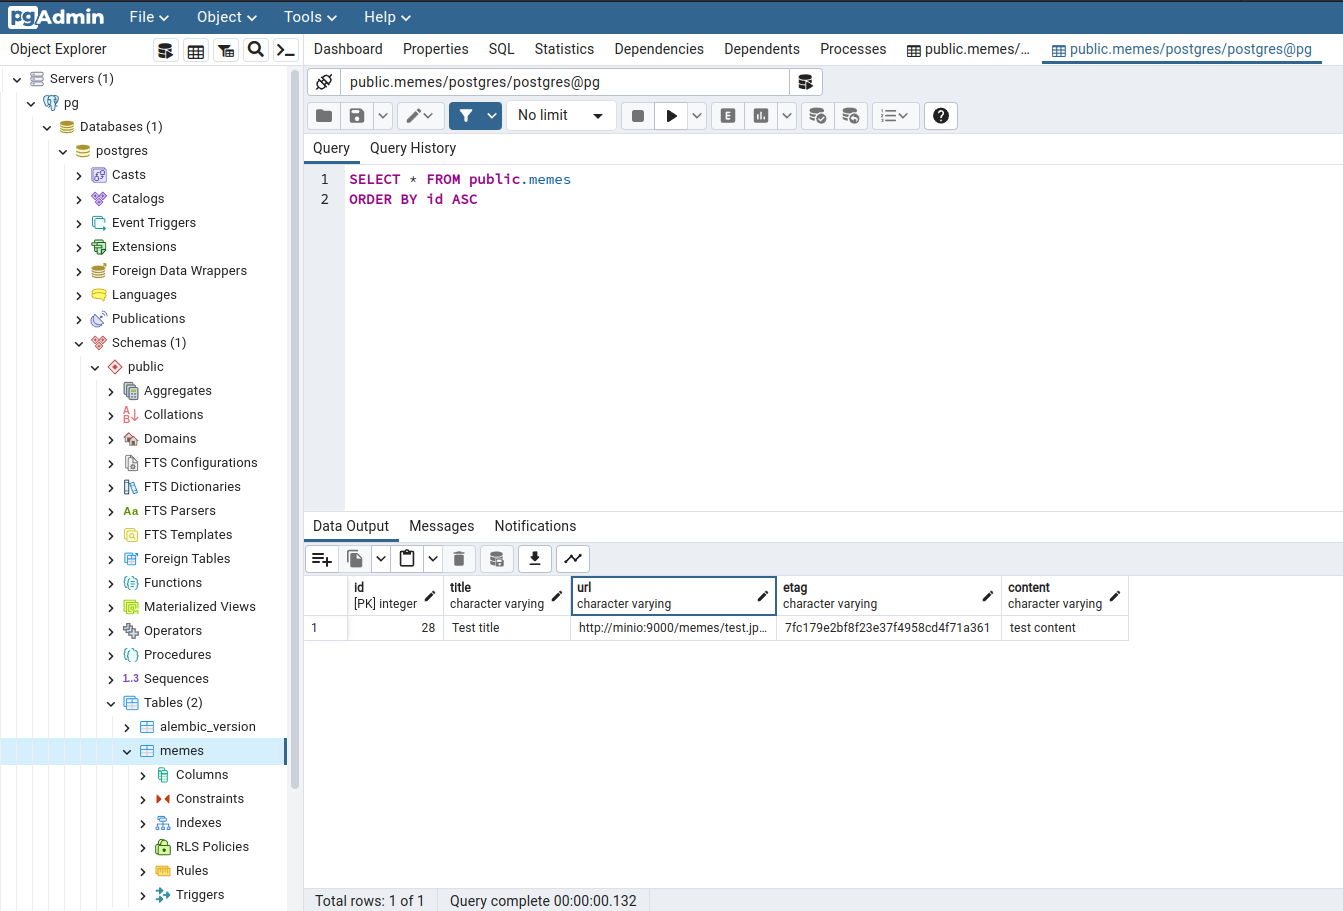 pgAdmin File Object Tools Help
Object Explorer
Dashboard Properties SQL Statistics Dependencies Dependents Processes public.memes/... public.memes/postgres/postgres@pg
Servers (1)
pg
Databases (1)
postgres
Casts
Catalogs
Event Triggers
Extensions
Foreign Data Wrappers
Languages
Publications
Schemas (1)
public
Aggregates
Collations
Domains
FTS Configurations
FTS Dictionaries
Aa FTS Parsers
FTS Templates
Foreign Tables
Functions
Materialized Views
Operators
Procedures
1.3 Sequences
Tables (2)
alembic_version
memes
Columns
Constraints
Indexes
RLS Policies
Rules
Triggers
public.memes/postgres/postgres@pg
No limit E
Query Query History
1 SELECT * FROM public.memes
2 ORDER BY id ASC
Data Output Messages Notifications
id title url etag content
[PK] integer character varying character varying character varying character varying
1 28 Test title http://minio:9000/memes/test.jp... 7fc179e2bf8f23e37f4958cd4f71a361 test content
Total rows: 1 of 1 Query complete 00:00:00.132